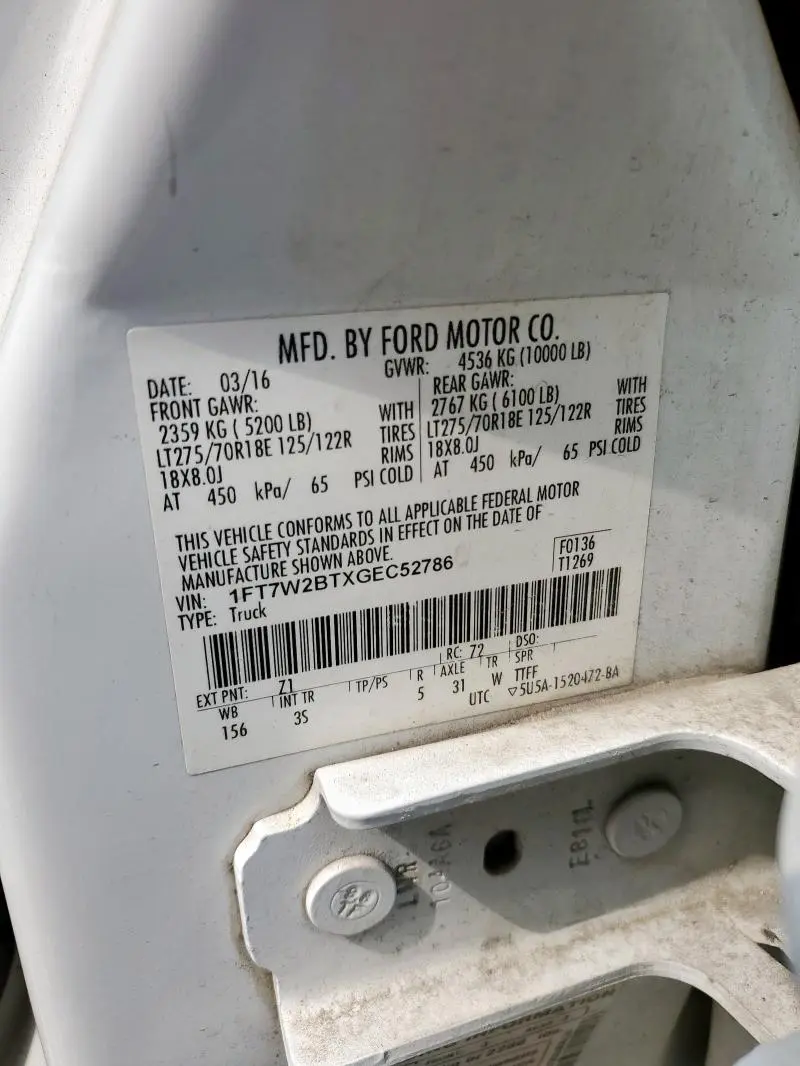 MFD. BY FORD MOTOR CO.
DATE: 03/16
GVWR: 4536 KG (10000 LB)
FRONT GAWR:
2359 KG ( 5200 LB) WITH
LT275/70R18E 125/122R TIRES
18X8.0J RIMS
AT 450 kPa/ 65 PSI COLD
REAR GAWR:
2767 KG ( 6100 LB) WITH
LT275/70R18E 125/122R TIRES
18X8.0J RIMS
AT 450 kPa/ 65 PSI COLD
THIS VEHICLE CONFORMS TO ALL APPLICABLE FEDERAL MOTOR
VEHICLE SAFETY STANDARDS IN EFFECT ON THE DATE OF
MANUFACTURE SHOWN ABOVE.
VIN: 1FT7W2BTXGEC52786
TYPE: Truck
F0136
T1269
EXT PNT: Z1 RC: 72 DSO:
WB INT TR TP/PS R AXLE TR SPR
156 3S 5 31 W TTFF
UTC ▽5U5A-1520472-BA
LWR
E811L
INFORMATION